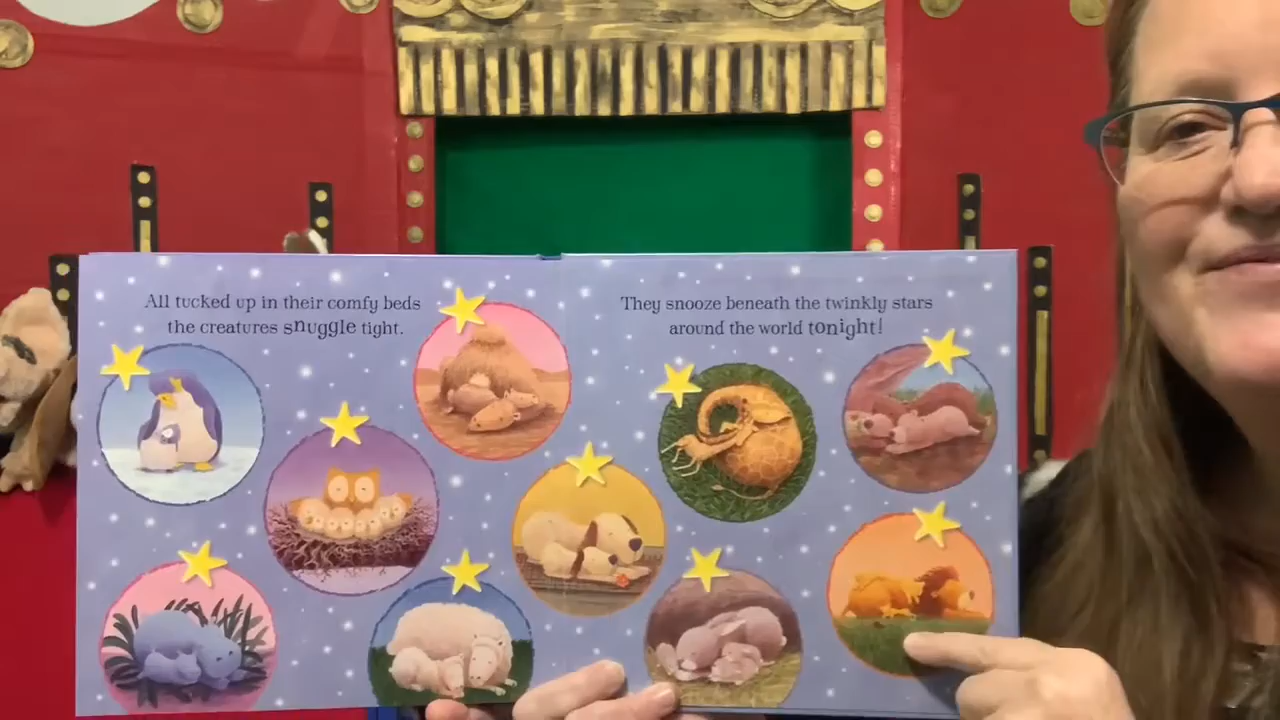 All tucked up in their comfy beds
the creatures snuggle tight.
They snooze beneath the twinkly stars
around the world tonight!